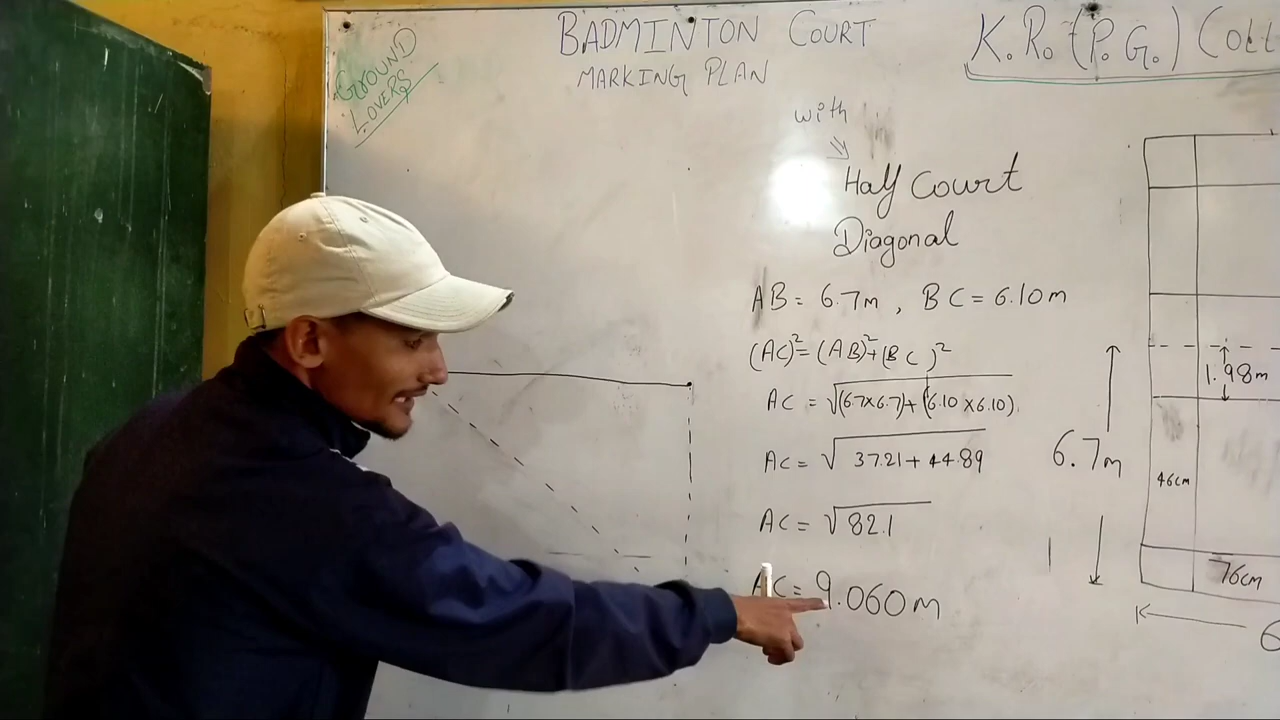 GROUND
LOVERS
BADMINTON COURT
MARKING PLAN
K.R.(P.G.) Coll
with
Half Court
Diagonal
AB = 6.7m , BC = 6.10m
(AC)²=(AB)²+(BC)²
AC = √(6.7x6.7)+(6.10 x6.10)
AC = √37.21+44.89
AC = √82.1
AC = 9.060m
1.98m
6.7m
46cm
76cm
6